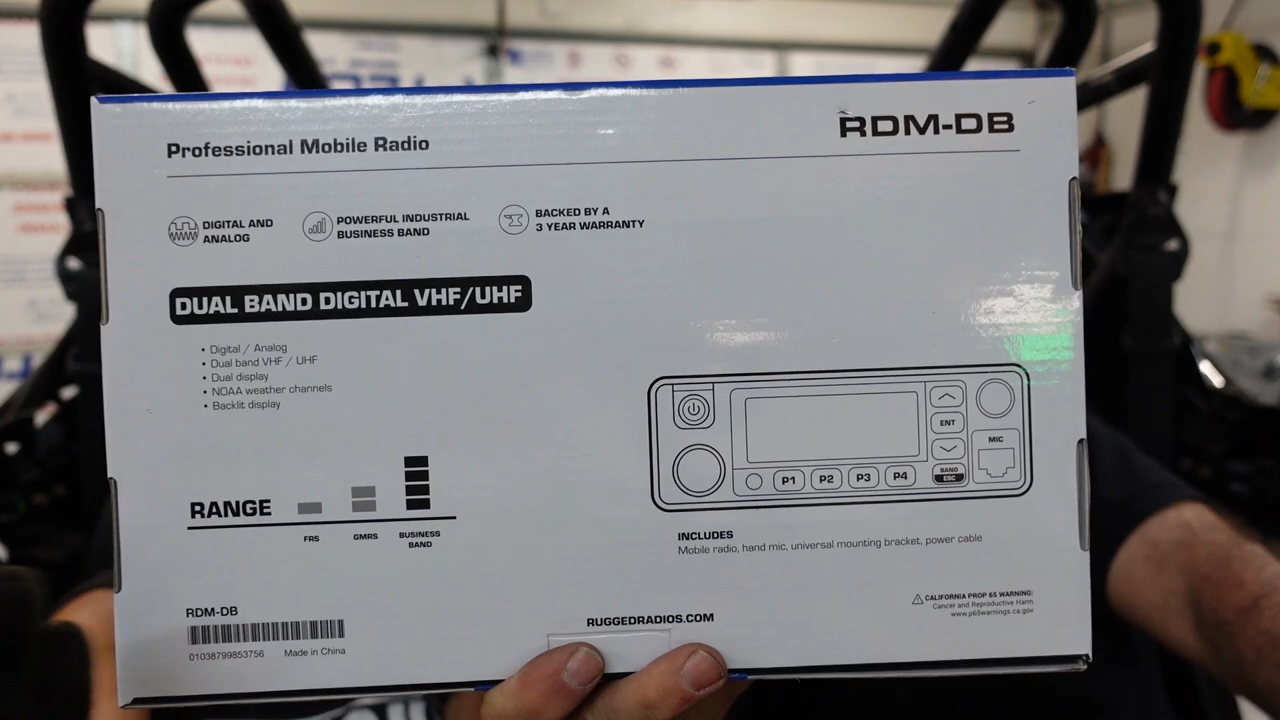 Professional Mobile Radio
RDM-DB
DIGITAL AND
ANALOG
POWERFUL INDUSTRIAL
BUSINESS BAND
BACKED BY A
3 YEAR WARRANTY
DUAL BAND DIGITAL VHF/UHF
• Digital / Analog
• Dual band VHF / UHF
• Dual display
• NOAA weather channels
• Backlit display
ENT
MIC
BAND
ESC
P1 P2 P3 P4
RANGE
FRS
GMRS
BUSINESS
BAND
INCLUDES
Mobile radio, hand mic, universal mounting bracket, power cable
CALIFORNIA PROP 65 WARNING:
Cancer and Reproductive Harm
www.p65warnings.ca.gov
RDM-DB
01038799853756 Made in China
RUGGEDRADIOS.COM